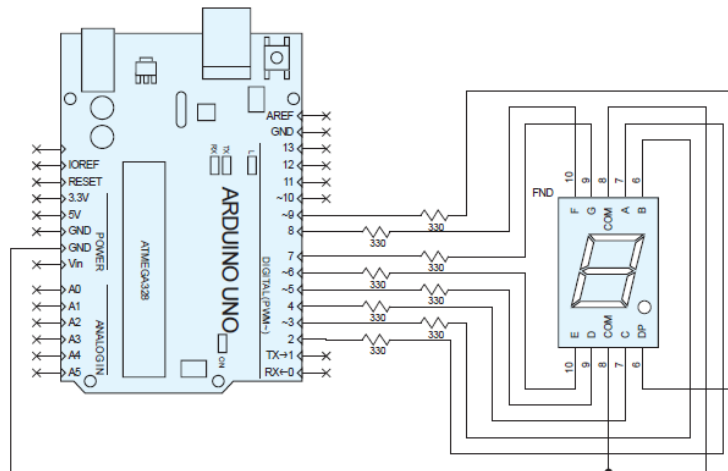 AREF
GND
13
12
11
~10
~9
8
7
~6
~5
4
~3
2
TX→1
RX←0
IOREF
RESET
3.3V
5V
GND
GND
Vin
A0
A1
A2
A3
A4
A5
POWER
ANALOG IN
ATMEGA328
ARDUINO UNO
DIGITAL(PWM~)
RX
TX
L
ON
330
330
330
330
330
330
330
330
FND
10
9
8
7
6
F
G
COM
A
B
E
D
COM
C
DP
10
9
8
7
6